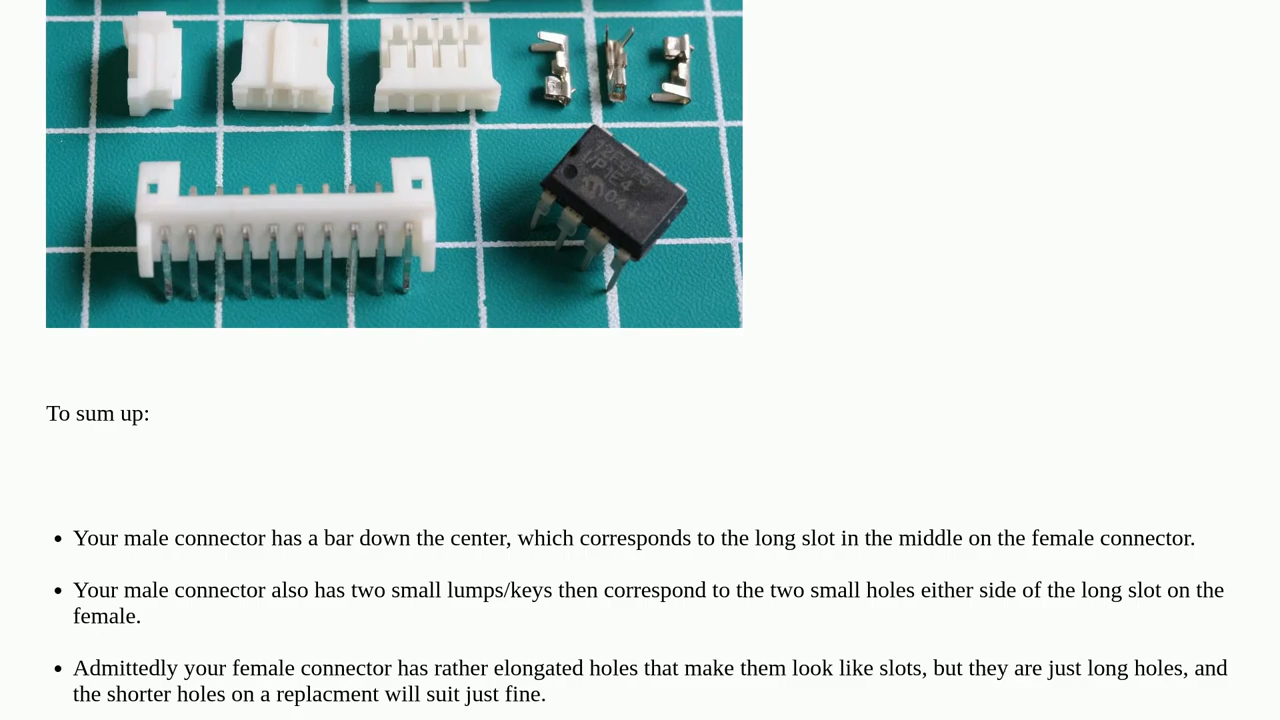 12F675
I/P 1E4
To sum up:
• Your male connector has a bar down the center, which corresponds to the long slot in the middle on the female connector.
• Your male connector also has two small lumps/keys then correspond to the two small holes either side of the long slot on the
female.
• Admittedly your female connector has rather elongated holes that make them look like slots, but they are just long holes, and
the shorter holes on a replacment will suit just fine.